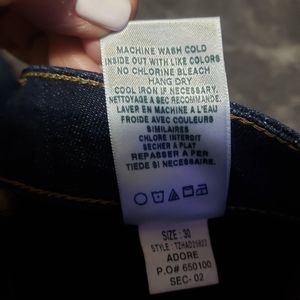 MACHINE WASH COLD
INSIDE OUT WITH LIKE COLORS
NO CHLORINE BLEACH
HANG DRY
COOL IRON IF NECESSARY.
NETTOYAGE A SEC RECOMMANDE.
LAVER EN MACHINE A L'EAU
FROIDE AVEC COULEURS
SIMILAIRES
CHLORE INTERDIT
SECHER A PLAT
REPASSER A FER
TIEDE SI NECESSAIRE.
SIZE : 30
STYLE :
ADORE
P.O# 650100
SEC- 02